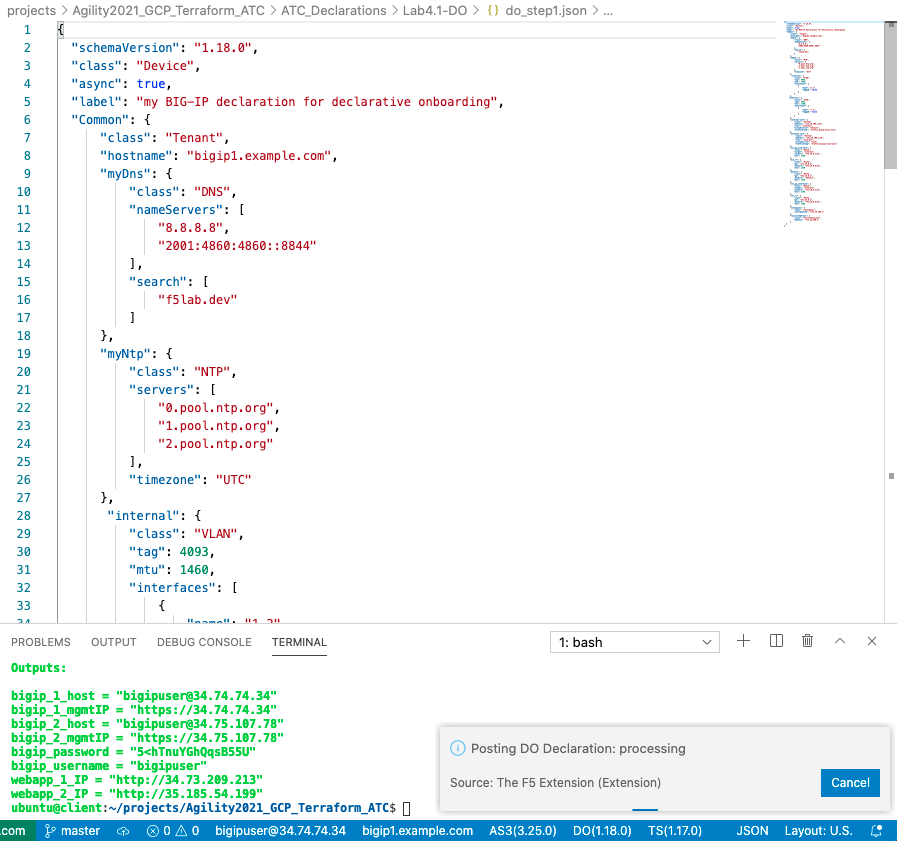 projects > Agility2021_GCP_Terraform_ATC > ATC_Declarations > Lab4.1-DO > {} do_step1.json > ...
1 {
2 "schemaVersion": "1.18.0",
3 "class": "Device",
4 "async": true,
5 "label": "my BIG-IP declaration for declarative onboarding",
6 "Common": {
7 "class": "Tenant",
8 "hostname": "bigip1.example.com",
9 "myDns": {
10 "class": "DNS",
11 "nameServers": [
12 "8.8.8.8",
13 "2001:4860:4860::8844"
14 ],
15 "search": [
16 "f5lab.dev"
17 ]
18 },
19 "myNtp": {
20 "class": "NTP",
21 "servers": [
22 "0.pool.ntp.org",
23 "1.pool.ntp.org",
24 "2.pool.ntp.org"
25 ],
26 "timezone": "UTC"
27 },
28 "internal": {
29 "class": "VLAN",
30 "tag": 4093,
31 "mtu": 1460,
32 "interfaces": [
33 {
34 "name": "1.2"
PROBLEMS OUTPUT DEBUG CONSOLE TERMINAL 1: bash
Outputs:
bigip_1_host = "bigipuser@34.74.74.34"
bigip_1_mgmtIP = "https://34.74.74.34"
bigip_2_host = "bigipuser@34.75.107.78"
bigip_2_mgmtIP = "https://34.75.107.78"
bigip_password = "5<hTnuYGhQqsB55U"
bigip_username = "bigipuser"
webapp_1_IP = "http://34.73.209.213"
webapp_2_IP = "http://35.185.54.199"
ubuntu@client:~/projects/Agility2021_GCP_Terraform_ATC$
Posting DO Declaration: processing
Source: The F5 Extension (Extension)
Cancel
.com master 0 0 bigipuser@34.74.74.34 bigip1.example.com AS3(3.25.0) DO(1.18.0) TS(1.17.0) JSON Layout: U.S.